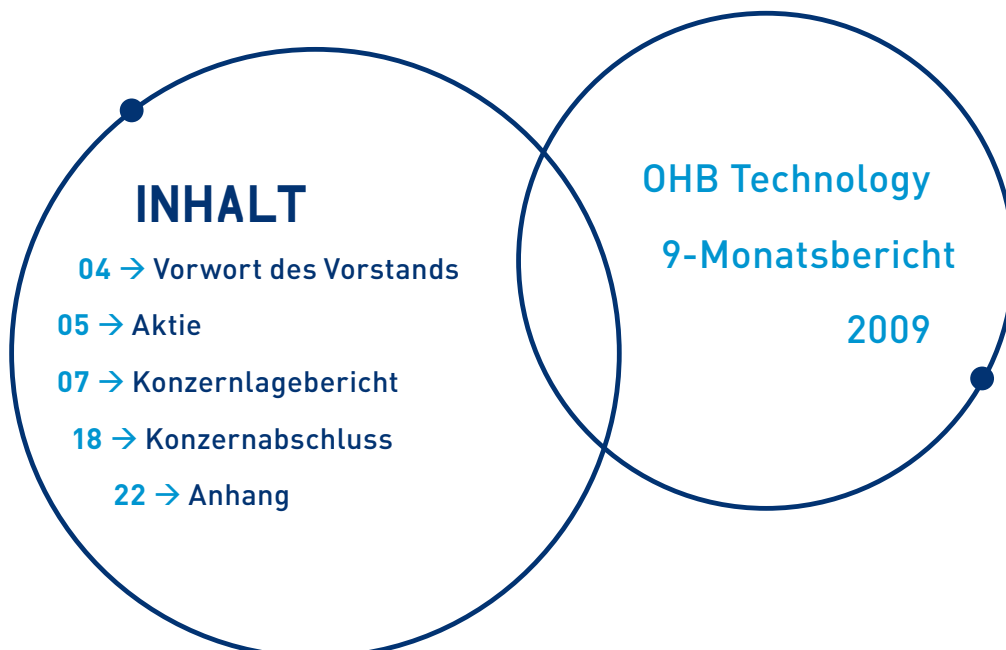 INHALT
04 → Vorwort des Vorstands
05 → Aktie
07 → Konzernlagebericht
18 → Konzernabschluss
22 → Anhang
OHB Technology
9-Monatsbericht
2009